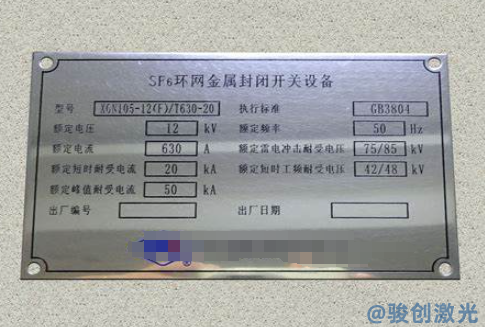 SF6环网金属封闭开关设备
型号 XGN105-12(F)/T630-20 执行标准 GB3804
额定电压 12 kV 额定频率 50 Hz
额定电流 630 A 额定雷电冲击耐受电压 75/85 kV
额定短时耐受电流 20 kA 额定短时工频耐受电压 42/48 kV
额定峰值耐受电流 50 kA
出厂编号 出厂日期
@骏创激光